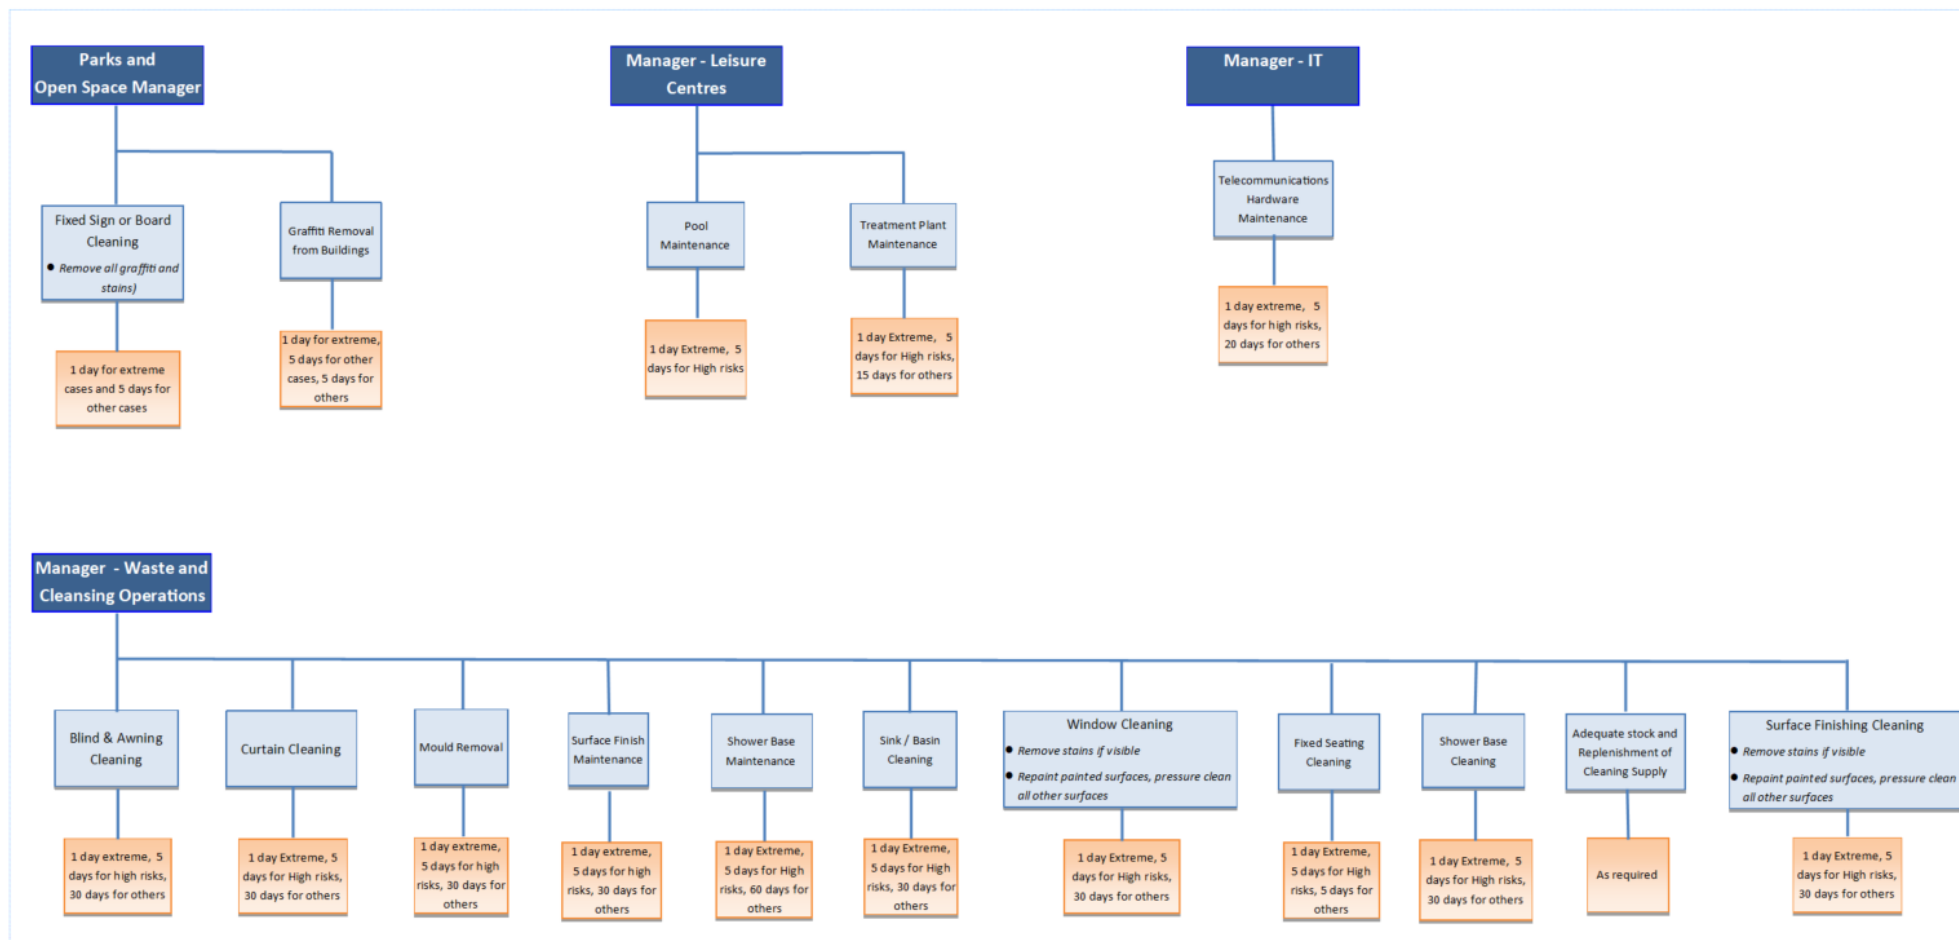 Parks and
Open Space Manager
Manager - Leisure
Centres
Manager - IT
Fixed Sign or Board
Cleaning
● Remove all graffiti and
stains)
Graffiti Removal
from Buildings
Pool
Maintenance
Treatment Plant
Maintenance
Telecommunications
Hardware
Maintenance
1 day for extreme
cases and 5 days for
other cases
1 day for extreme,
5 days for other
cases, 5 days for
others
1 day Extreme, 5
days for High risks
1 day Extreme, 5
days for High risks,
15 days for others
1 day extreme, 5
days for high risks,
20 days for others
Manager - Waste and
Cleansing Operations
Blind & Awning
Cleaning
Curtain Cleaning
Mould Removal
Surface Finish
Maintenance
Shower Base
Maintenance
Sink / Basin
Cleaning
Window Cleaning
● Remove stains if visible
● Repaint painted surfaces, pressure clean
all other surfaces
Fixed Seating
Cleaning
Shower Base
Cleaning
Adequate stock and
Replenishment of
Cleaning Supply
Surface Finishing Cleaning
● Remove stains if visible
● Repaint painted surfaces, pressure clean
all other surfaces
1 day extreme, 5
days for high risks,
30 days for others
1 day Extreme, 5
days for High risks,
30 days for others
1 day extreme,
5 days for high
risks, 30 days for
others
1 day extreme,
5 days for high
risks, 30 days for
others
1 day Extreme,
5 days for High
risks, 60 days for
others
1 day Extreme,
5 days for High
risks, 30 days for
others
1 day Extreme, 5
days for High risks,
30 days for others
1 day Extreme,
5 days for High
risks, 5 days for
others
1 day Extreme, 5
days for High risks,
30 days for others
As required
1 day Extreme, 5
days for High risks,
30 days for others